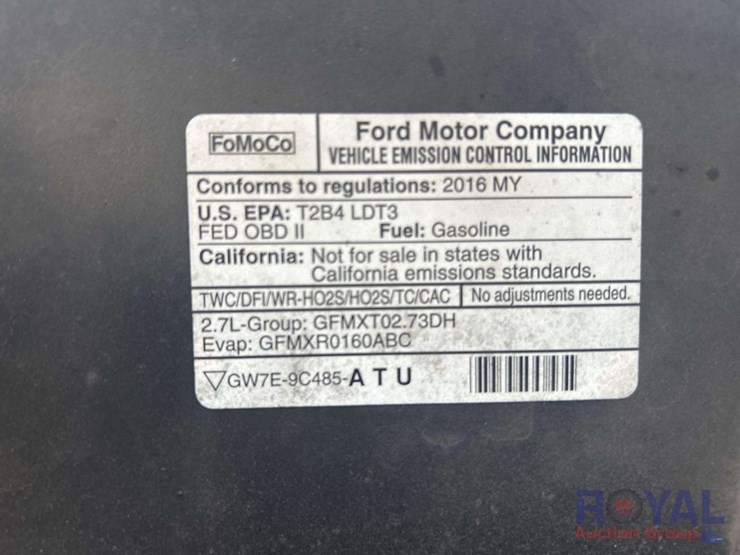 FoMoCo
Ford Motor Company
VEHICLE EMISSION CONTROL INFORMATION
Conforms to regulations: 2016 MY
U.S. EPA: T2B4 LDT3
FED OBD II Fuel: Gasoline
California: Not for sale in states with
California emissions standards.
TWC/DFI/WR-HO2S/HO2S/TC/CAC No adjustments needed.
2.7L-Group: GFMXT02.73DH
Evap: GFMXR0160ABC
GW7E-9C485-A T U
ROYAL
Auction Group